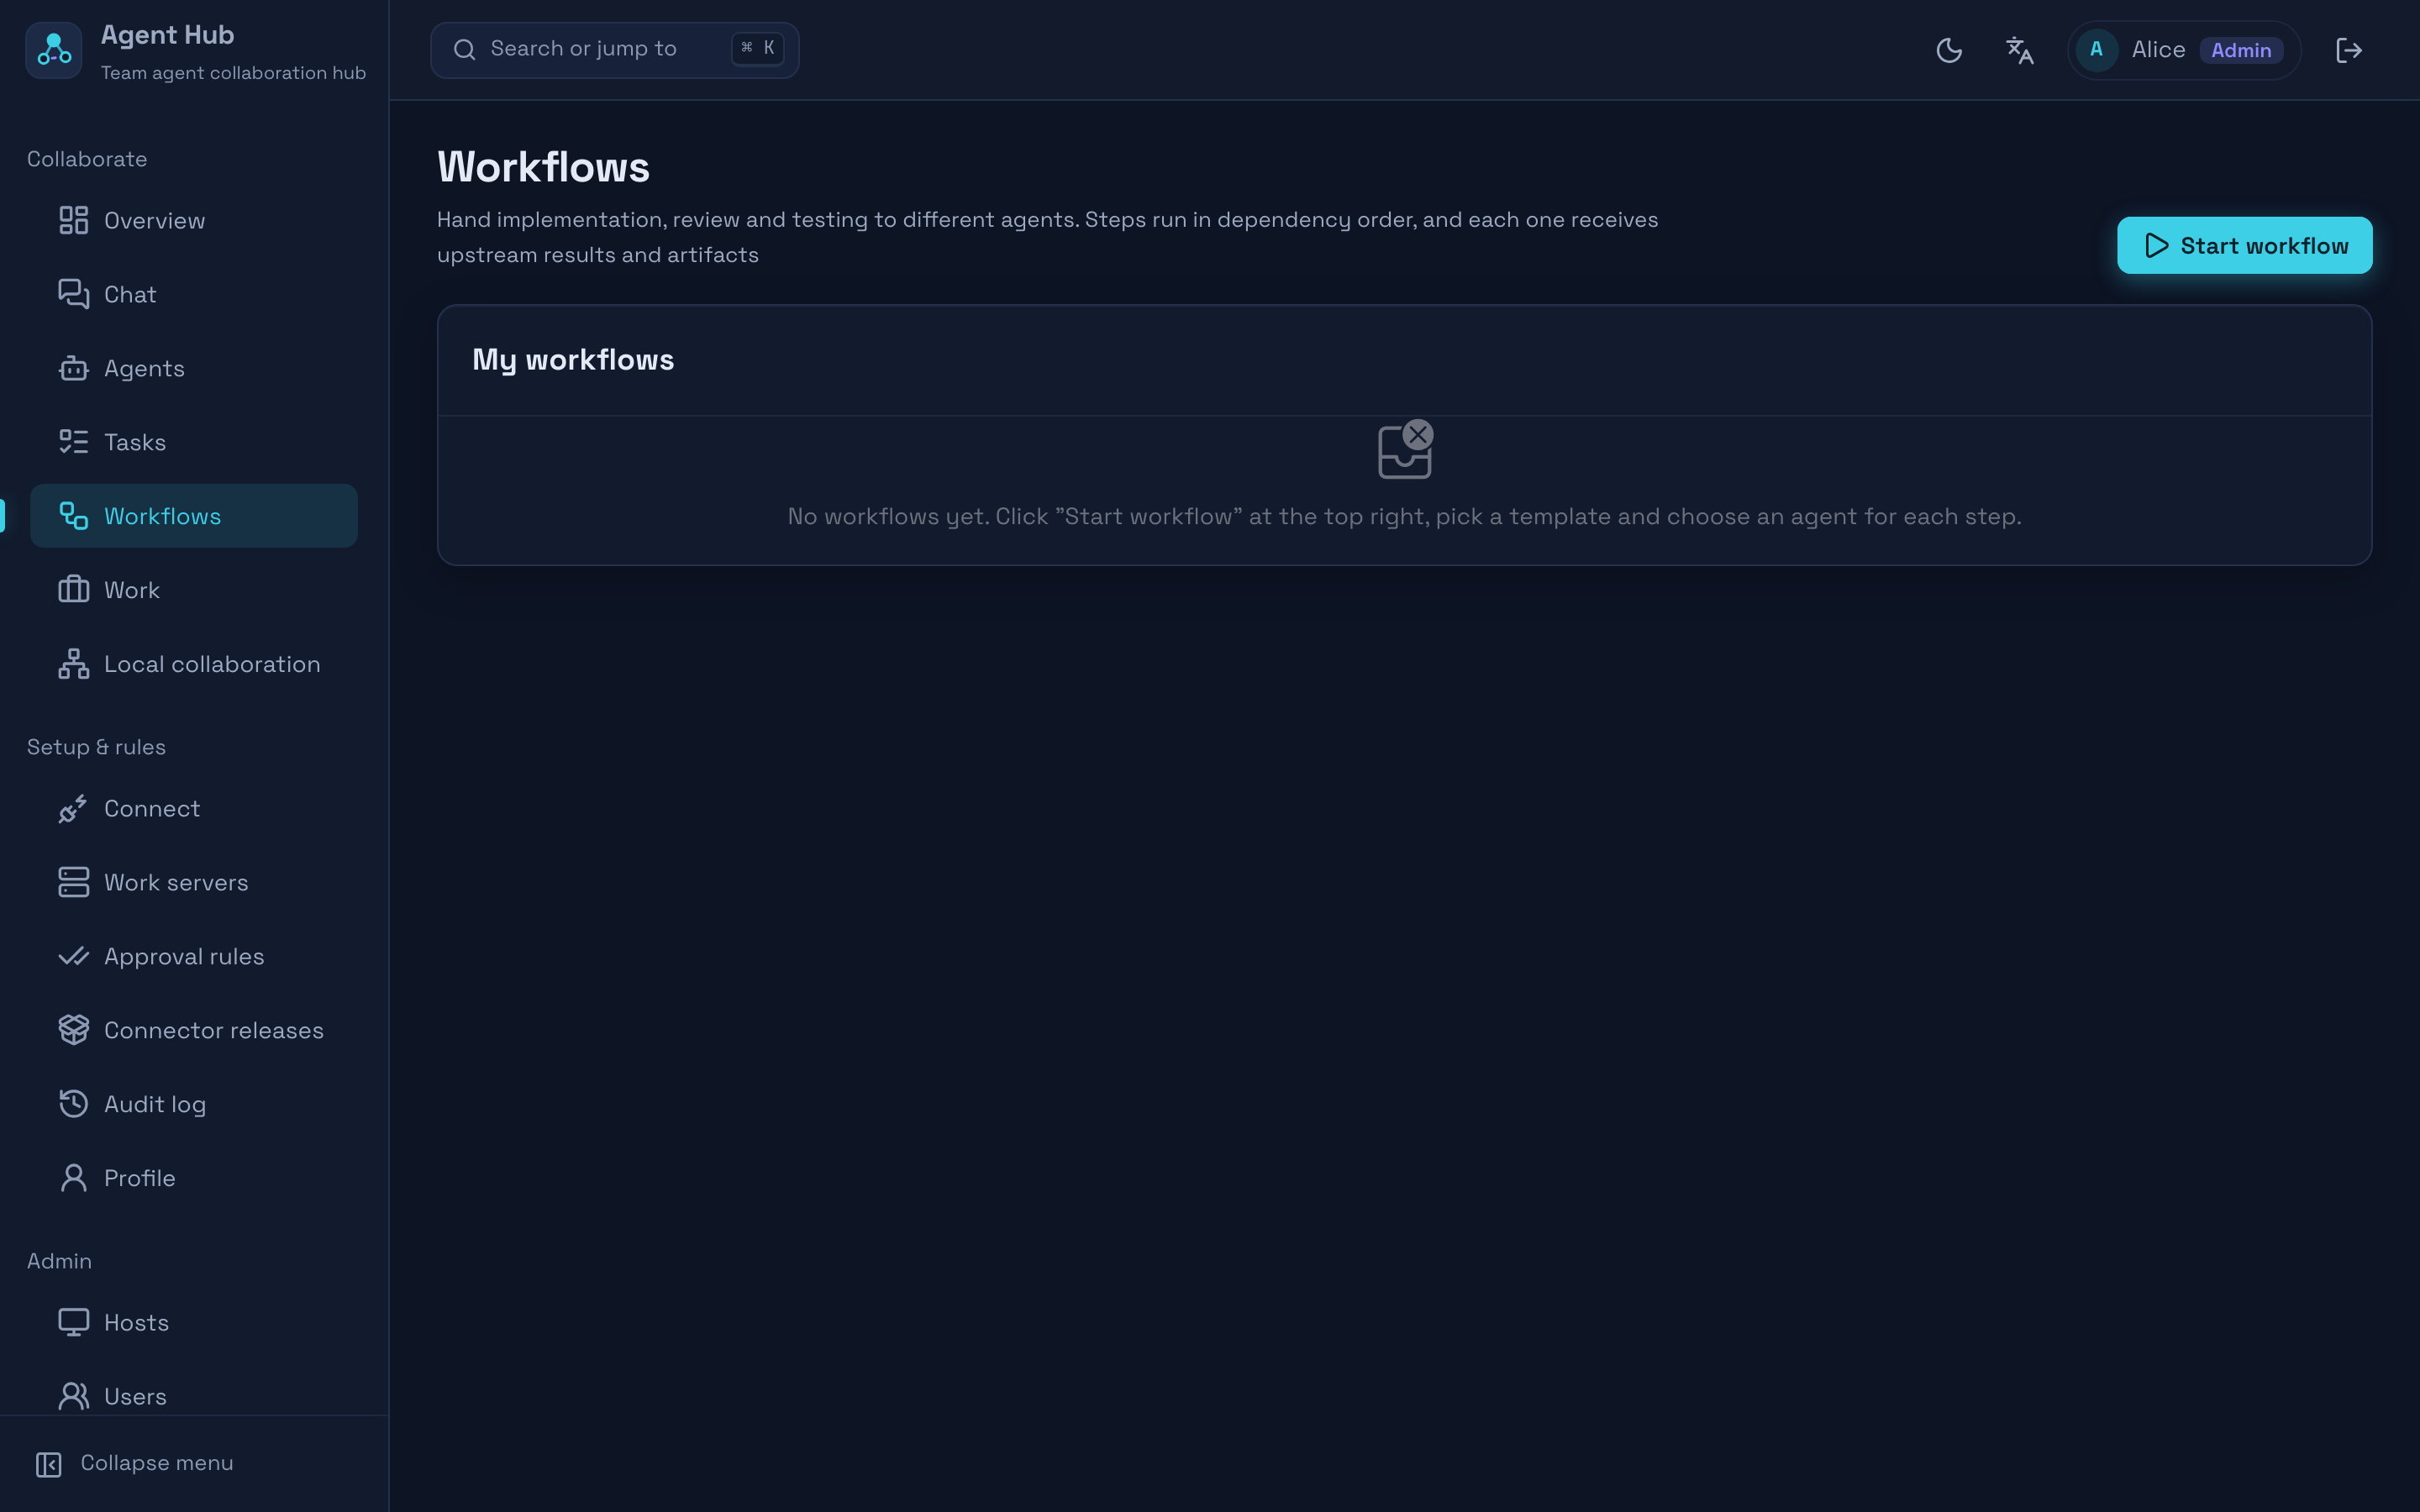 Agent Hub
Team agent collaboration hub
Search or jump to
⌘ K
A
Alice
Admin
Collaborate
Overview
Chat
Agents
Tasks
Workflows
Work
Local collaboration
Setup & rules
Connect
Work servers
Approval rules
Connector releases
Audit log
Profile
Admin
Hosts
Users
Collapse menu
Workflows
Hand implementation, review and testing to different agents. Steps run in dependency order, and each one receives
upstream results and artifacts
Start workflow
My workflows
No workflows yet. Click "Start workflow" at the top right, pick a template and choose an agent for each step.